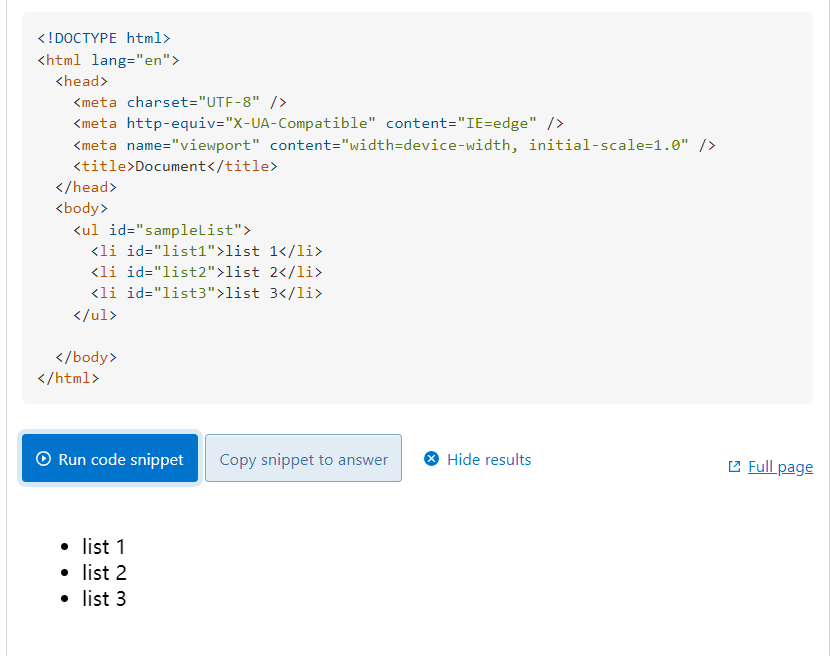 <!DOCTYPE html>
<html lang="en">
  <head>
    <meta charset="UTF-8" />
    <meta http-equiv="X-UA-Compatible" content="IE=edge" />
    <meta name="viewport" content="width=device-width, initial-scale=1.0" />
    <title>Document</title>
  </head>
  <body>
    <ul id="sampleList">
      <li id="list1">list 1</li>
      <li id="list2">list 2</li>
      <li id="list3">list 3</li>
    </ul>

  </body>
</html>
Run code snippet
Copy snippet to answer
Hide results
Full page
• list 1
• list 2
• list 3